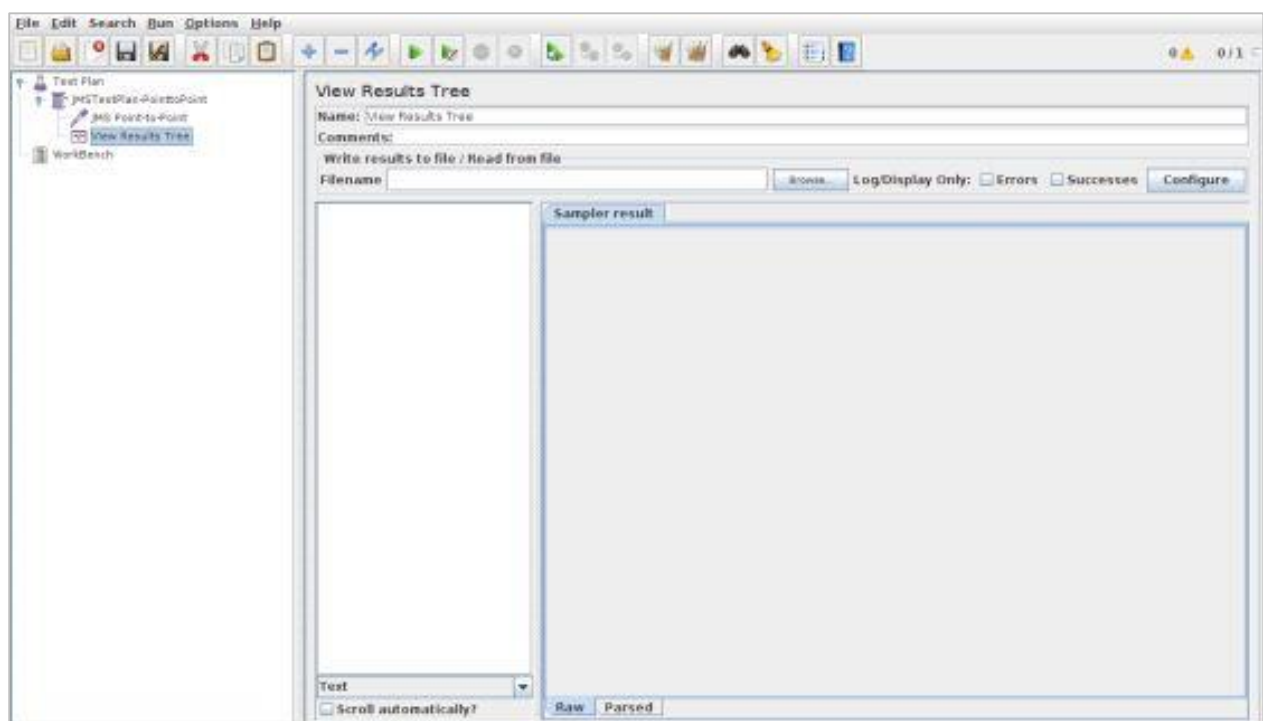 File Edit Search Run Options Help
0 0/1
Test Plan
JMSTestPlan-PointtoPoint
JMS Point-to-Point
View Results Tree
WorkBench
View Results Tree
Name: View Results Tree
Comments:
Write results to file / Read from file
Filename Browse... Log/Display Only: Errors Successes Configure
Sampler result
Text
Scroll automatically?
Raw Parsed